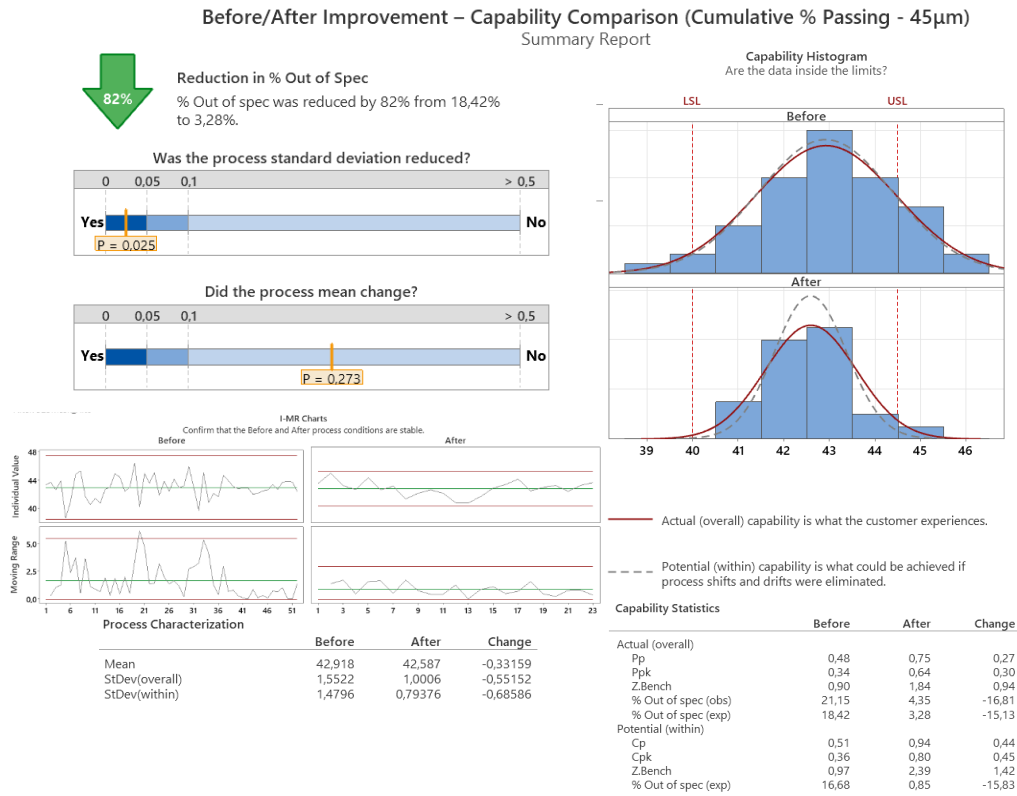 Before/After Improvement – Capability Comparison (Cumulative % Passing - 45µm)
Summary Report
82%
Reduction in % Out of Spec
% Out of spec was reduced by 82% from 18,42%
to 3,28%.
Was the process standard deviation reduced?
0 0,05 0,1 > 0,5
Yes No
P = 0,025
Did the process mean change?
0 0,05 0,1 > 0,5
Yes No
P = 0,273
Capability Histogram
Are the data inside the limits?
LSL USL
Before
After
39 40 41 42 43 44 45 46
Actual (overall) capability is what the customer experiences.
Potential (within) capability is what could be achieved if
process shifts and drifts were eliminated.
I-MR Charts
Confirm that the Before and After process conditions are stable.
Before After
Individual Value
48
44
40
Moving Range
5,0
2,5
0,0
1 6 11 16 21 26 31 36 41 46 51
1 3 5 7 9 11 13 15 17 19 21 23
Process Characterization
Before After Change
Mean 42,918 42,587 -0,33159
StDev(overall) 1,5522 1,0006 -0,55152
StDev(within) 1,4796 0,79376 -0,68586
Capability Statistics
Before After Change
Actual (overall)
Pp 0,48 0,75 0,27
Ppk 0,34 0,64 0,30
Z.Bench 0,90 1,84 0,94
% Out of spec (obs) 21,15 4,35 -16,81
% Out of spec (exp) 18,42 3,28 -15,13
Potential (within)
Cp 0,51 0,94 0,44
Cpk 0,36 0,80 0,45
Z.Bench 0,97 2,39 1,42
% Out of spec (exp) 16,68 0,85 -15,83